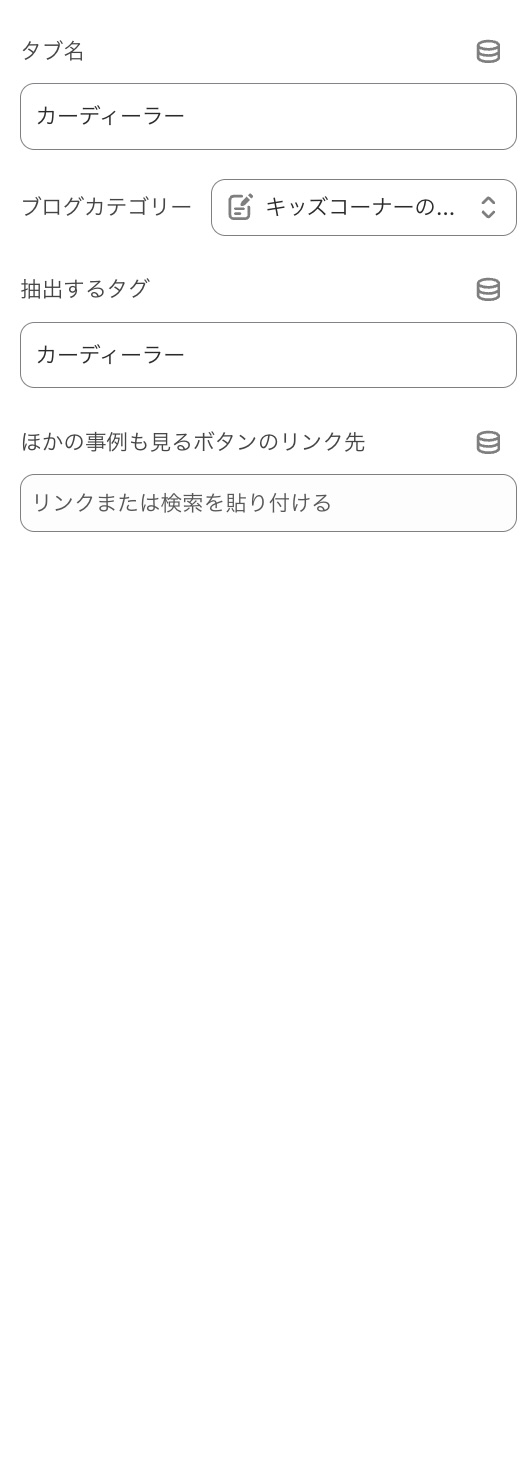 タブ名
カーディーラー
ブログカテゴリー
キッズコーナーの...
抽出するタグ
カーディーラー
ほかの事例も見るボタンのリンク先
リンクまたは検索を貼り付ける